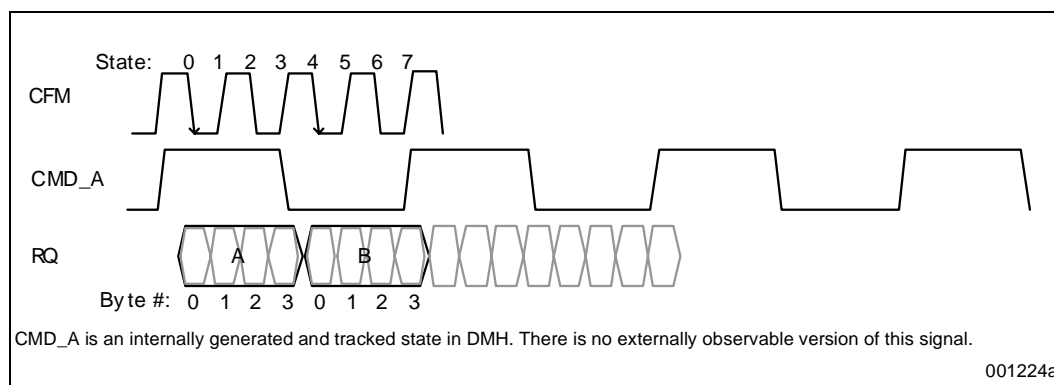 State: 0 1 2 3 4 5 6 7
CFM
CMD_A
RQ
A B
Byte #: 0 1 2 3 0 1 2 3
CMD_A is an internally generated and tracked state in DMH. There is no externally observable version of this signal.
001224a